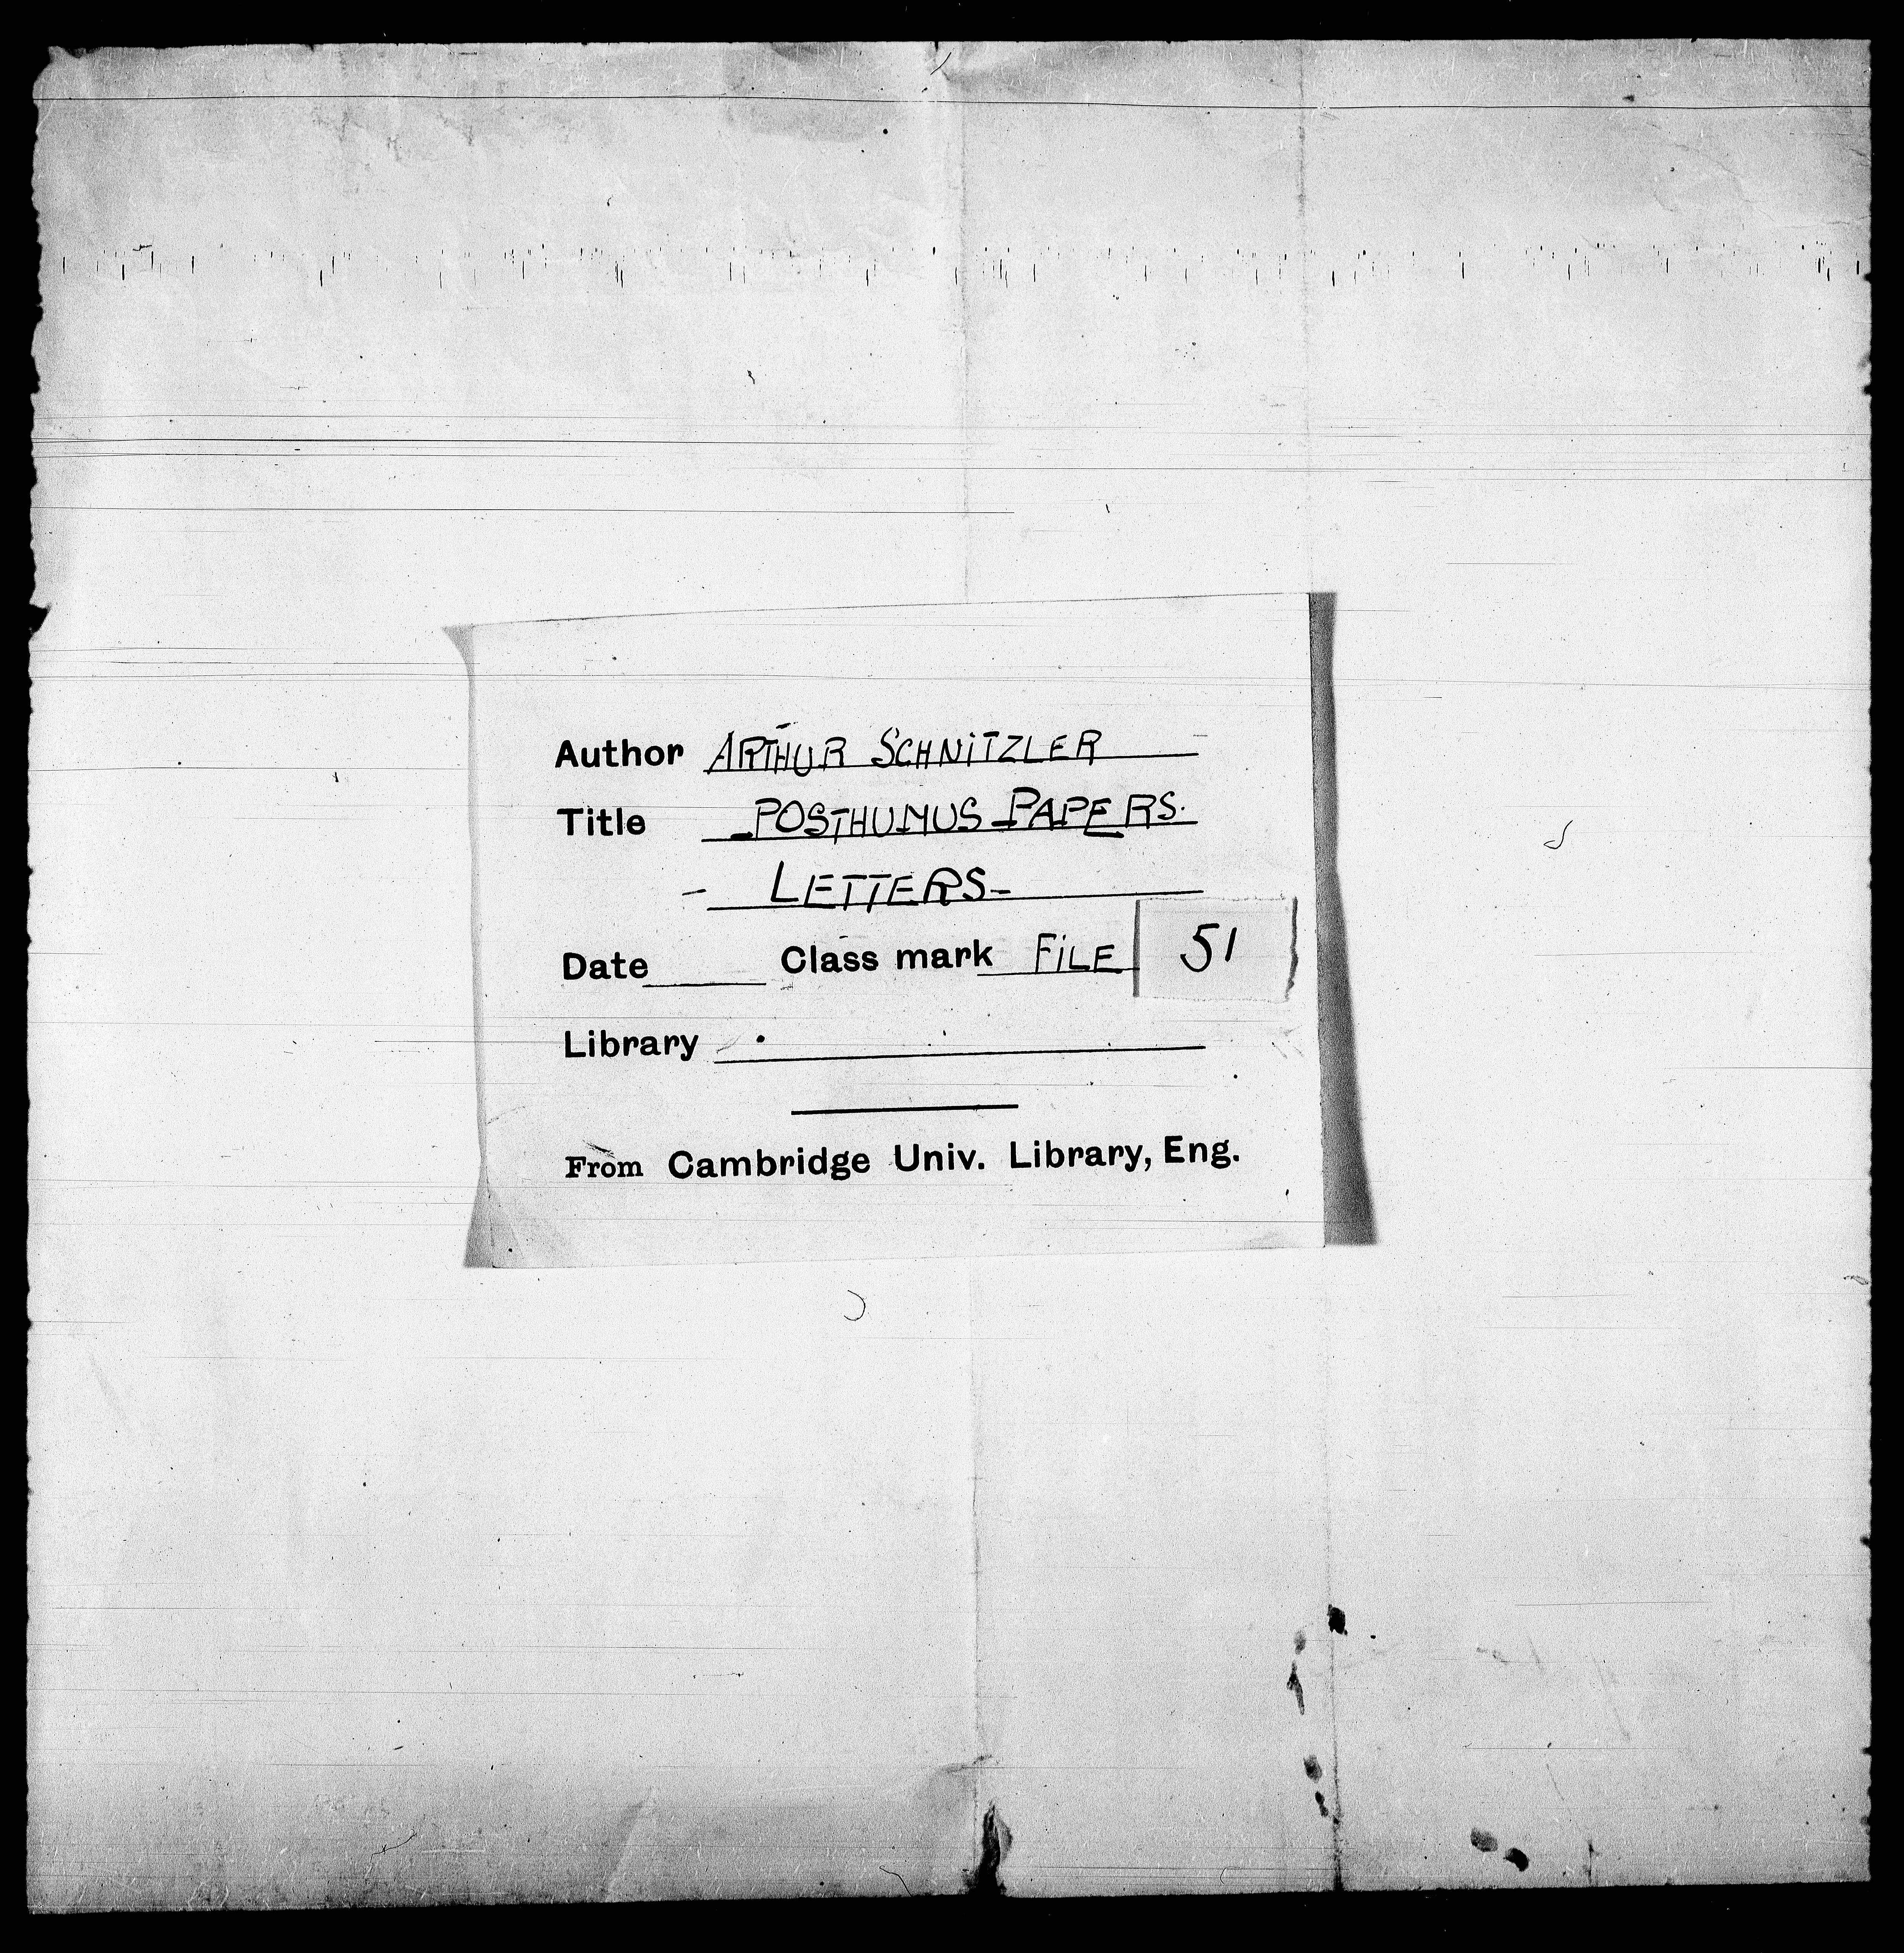 Author ARTHUR SCHNITZLER
Title POSTHUMUS PAPERS.
- LETTERS-
Date Class mark FILE 51
Library
From Cambridge Univ. Library, Eng.